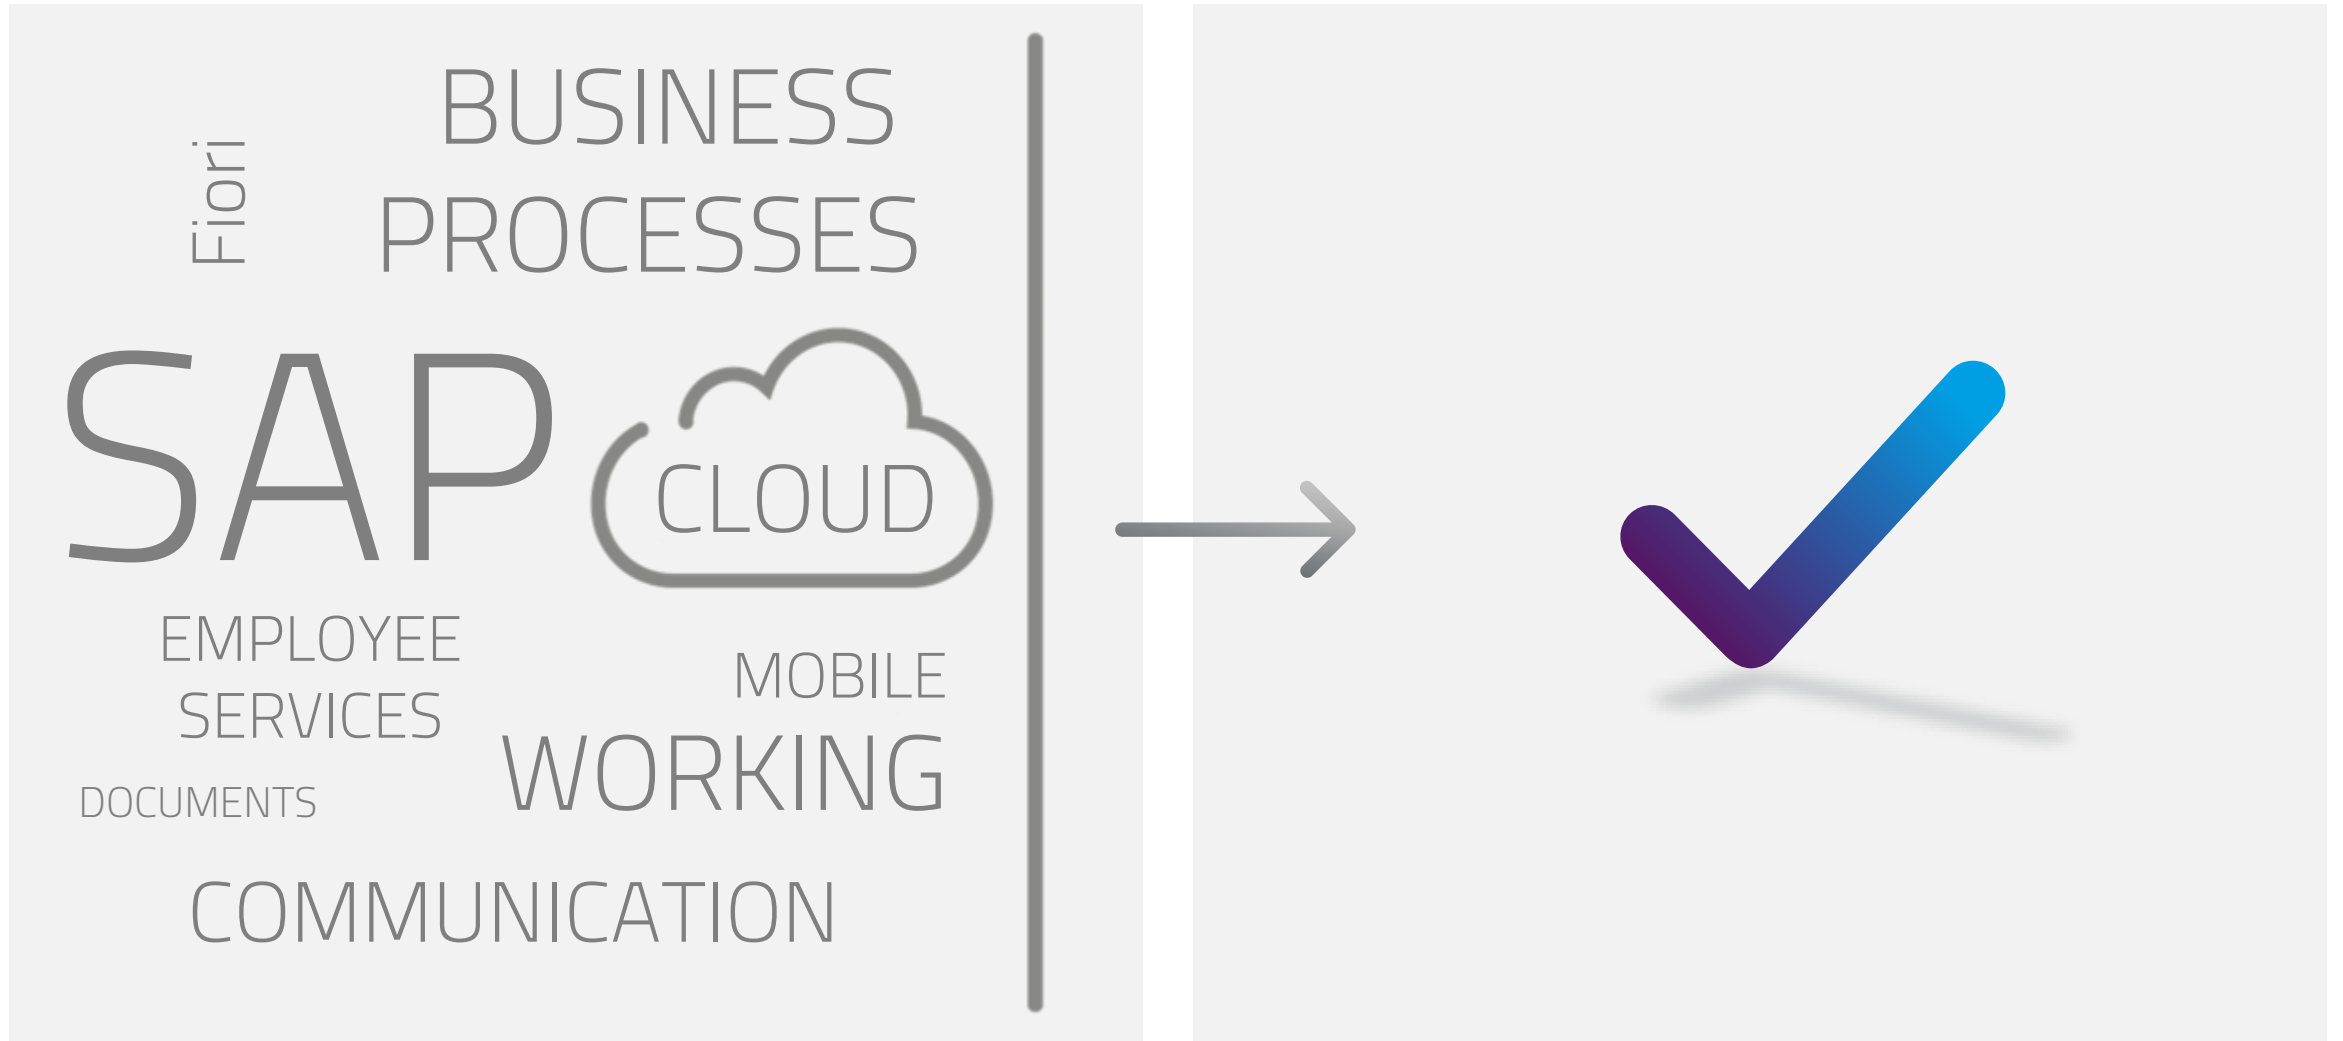 BUSINESS
Fiori
PROCESSES
SAP
CLOUD
EMPLOYEE
SERVICES
MOBILE
WORKING
DOCUMENTS
COMMUNICATION